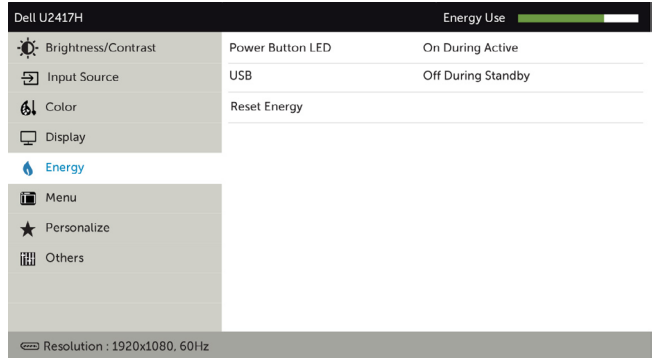 Dell U2417H Energy Use
Brightness/Contrast Power Button LED On During Active
Input Source USB Off During Standby
Color Reset Energy
Display
Energy
Menu
Personalize
Others
Resolution : 1920x1080, 60Hz